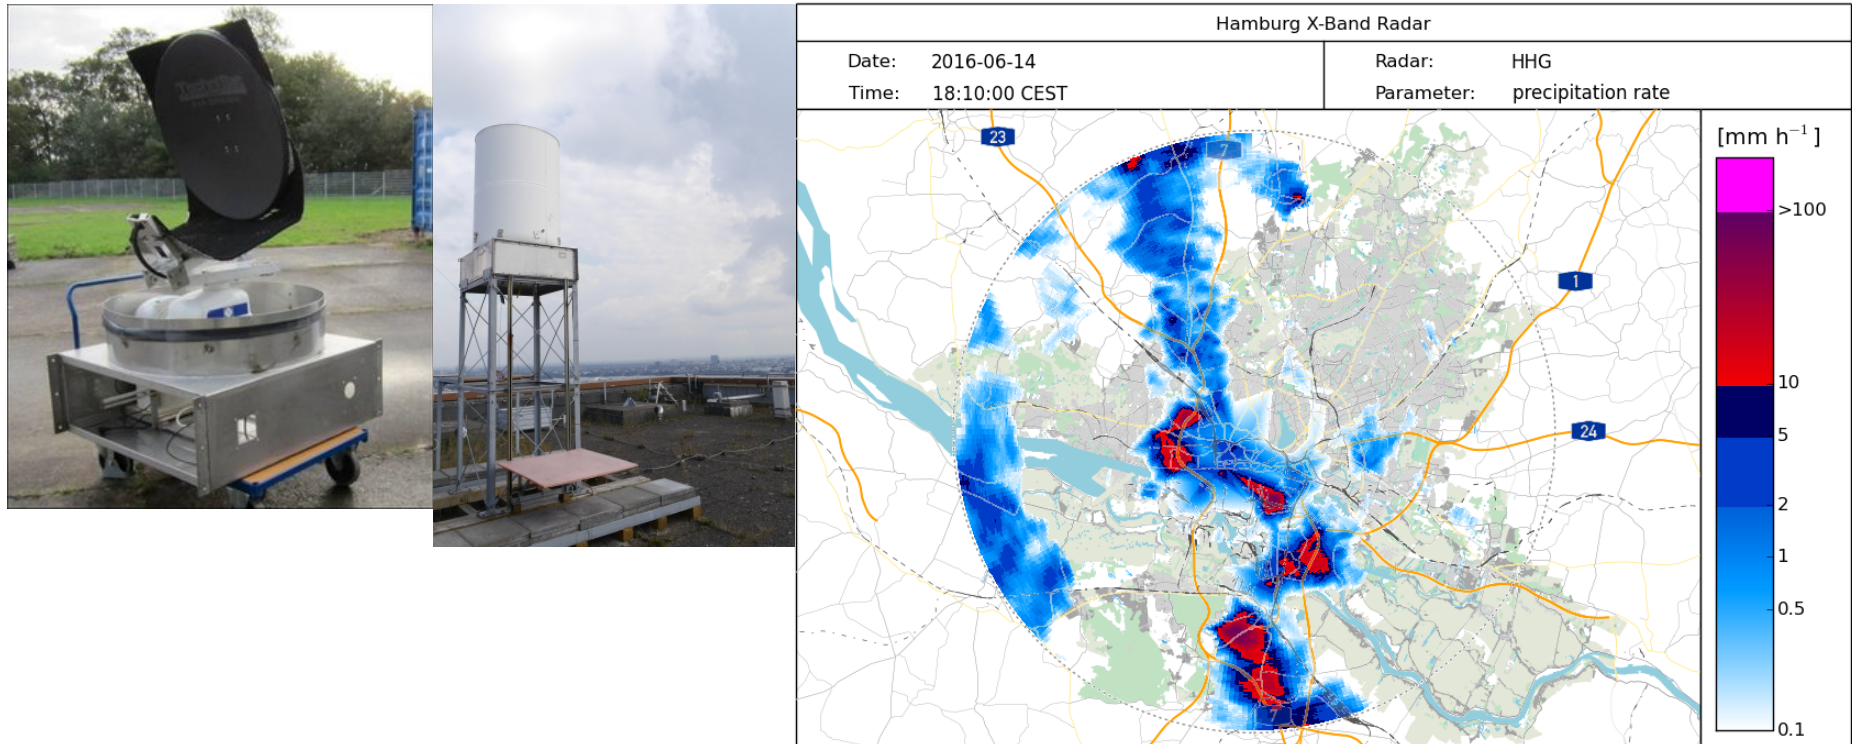 Hamburg X-Band Radar
Date: 2016-06-14
Radar: HHG
Time: 18:10:00 CEST
Parameter: precipitation rate
[mm h⁻¹]
23
7
>100
1
10
24
5
2
1
0.5
7
0.1